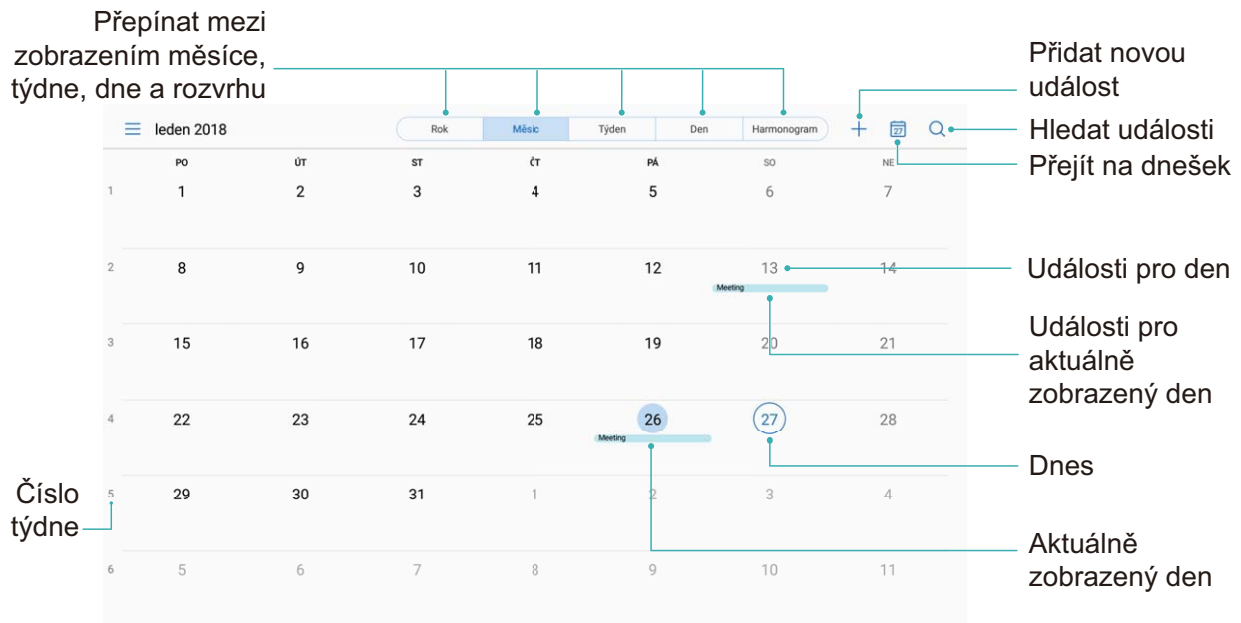 Přepínat mezi
zobrazením měsíce,
týdne, dne a rozvrhu
Přidat novou
událost
Hledat události
Přejít na dnešek
leden 2018
Rok Měsíc Týden Den Harmonogram 27
PO ÚT ST ČT PÁ SO NE
1 1 2 3 4 5 6 7
2 8 9 10 11 12 13 14
Meeting
Události pro den
Události pro
aktuálně
zobrazený den
3 15 16 17 18 19 20 21
4 22 23 24 25 26 27 28
Meeting
Dnes
Číslo
týdne
5 29 30 31 1 2 3 4
Aktuálně
zobrazený den
6 5 6 7 8 9 10 11